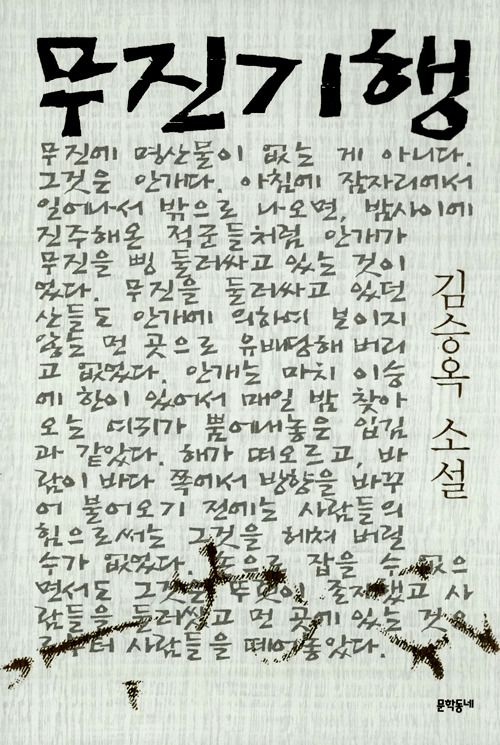 무진기행
무진에 명산물이 없는 게 아니다.
그것은 안개다. 아침에 잠자리에서
일어나서 밖으로 나오면, 밤사이에
진주해온 적군들처럼 안개가
무진을 삥 둘러싸고 있는 것이
었다. 무진을 둘러싸고 있던
산들도 안개에 의하여 보이지
않는 먼 곳으로 유배당해버리
고 없었다. 안개는 마치 이승
에 한이 있어서 매일 밤 찾아
오는 여귀가 뿜어내놓은 입김
과 같았다. 해가 떠오르고, 바
람이 바다 쪽에서 방향을 바꾸
어 불어오기 전에는 사람들의
힘으로써는 그것을 헤쳐 버릴
수가 없었다. 손으로 잡을 수 없으
면서도 그것은 뚜렷이 존재했고 사
람들을 둘러쌌고 먼 곳에 있는 것으
로부터 사람들을 떼어놓았다.
김승옥 소설
문학동네